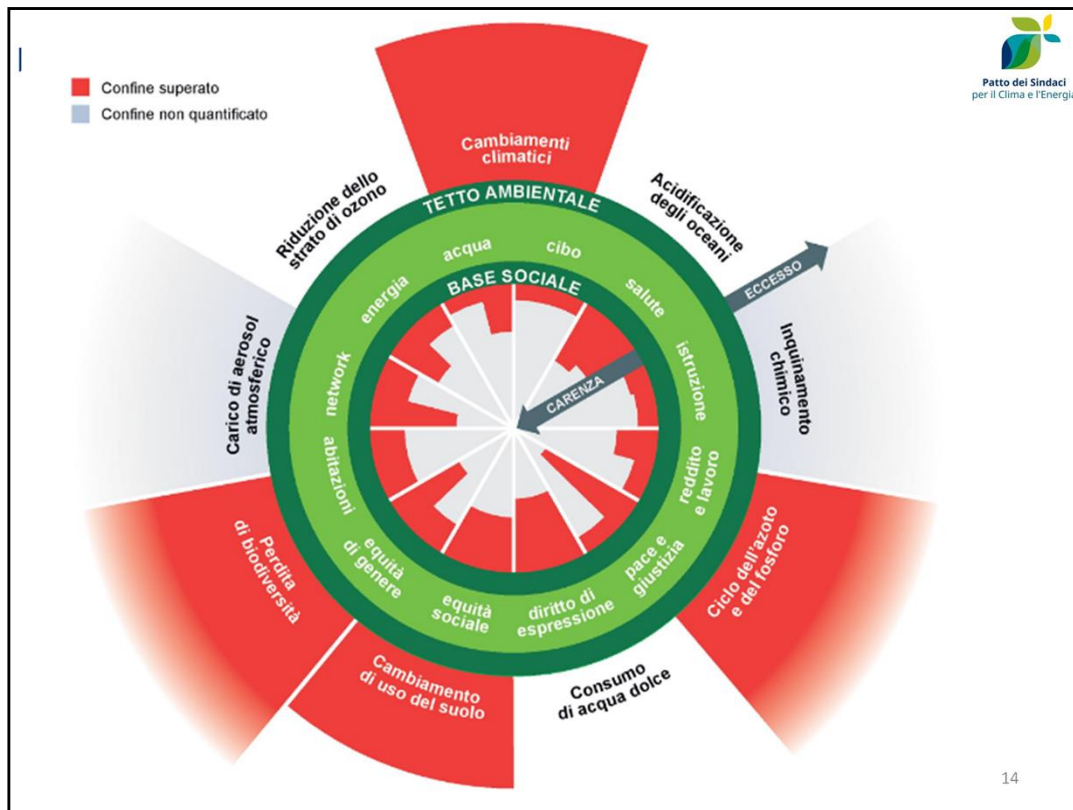 Confine superato
Confine non quantificato
Patto dei Sindaci
per il Clima e l'Energia
Cambiamenti
climatici
Riduzione dello
strato di ozono
Acidificazione
degli oceani
TETTO AMBIENTALE
acqua
cibo
energia
salute
BASE SOCIALE
ECCESSO
network
istruzione
CARENZA
Carico di aerosol
atmosferico
Inquinamento
chimico
abitazioni
reddito
e lavoro
equità
di genere
pace e
giustizia
equità
sociale
diritto di
espressione
Perdita
di biodiversità
Ciclo dell'azoto
e del fosforo
Cambiamento
di uso del suolo
Consumo
di acqua dolce
14